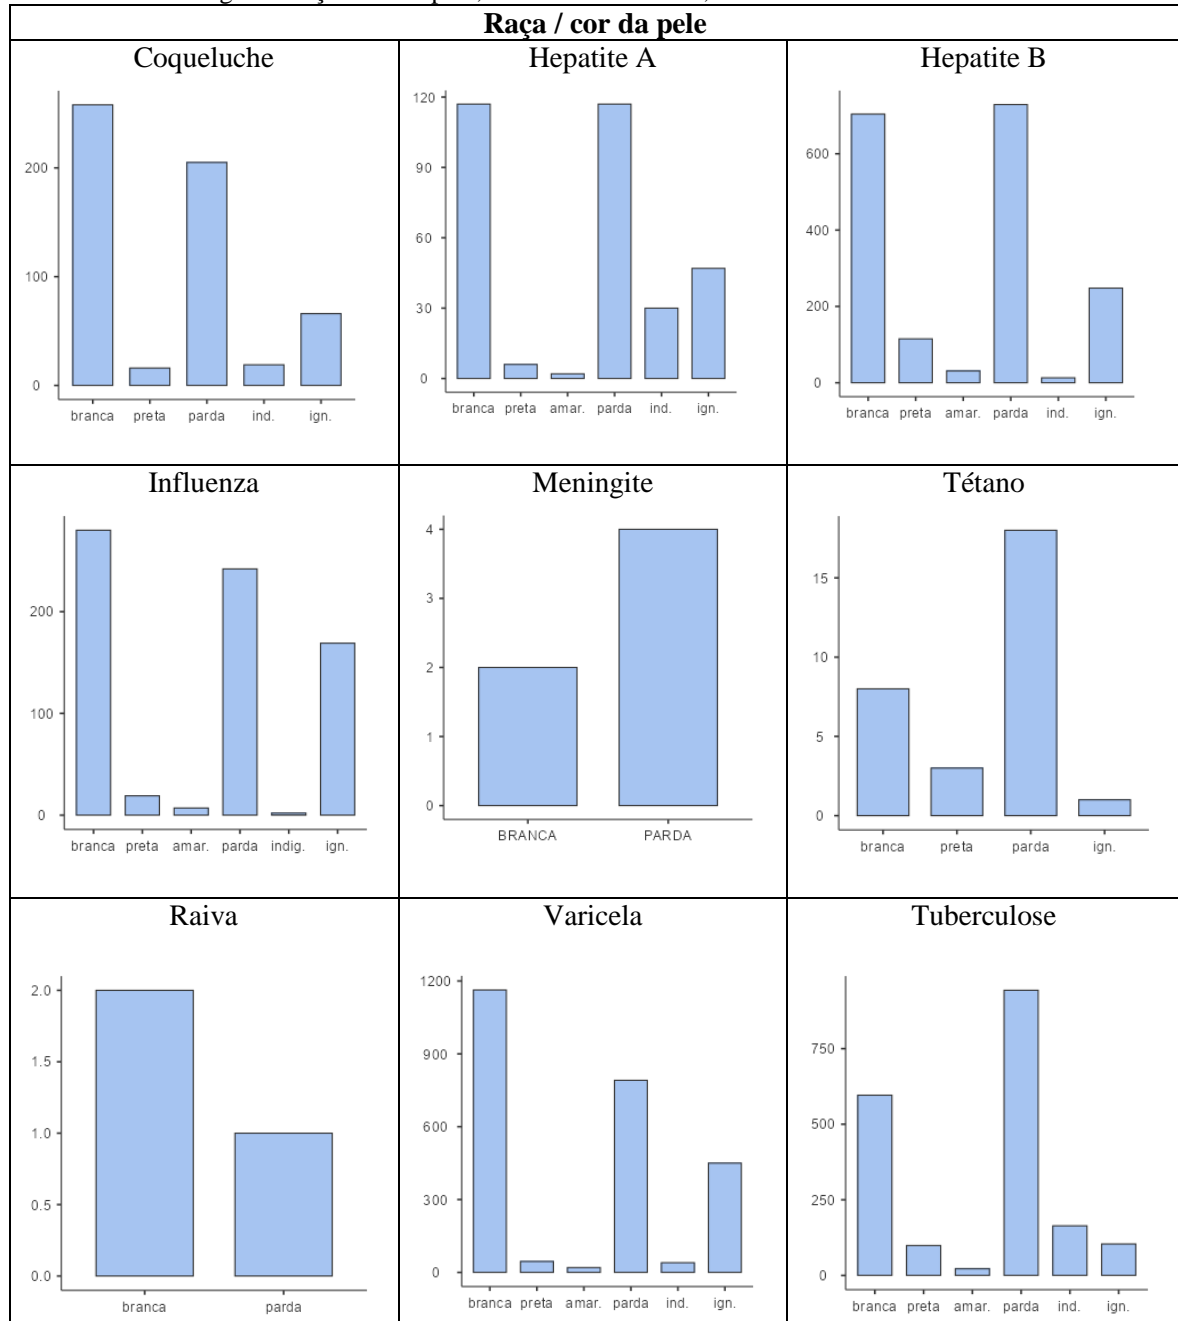 Raça / cor da pele
Coqueluche
200
100
0
branca preta parda ind. ign.
Hepatite A
120
90
60
30
0
branca preta amar. parda ind. ign.
Hepatite B
600
400
200
0
branca preta amar. parda ind. ign.
Influenza
200
100
0
branca preta amar. parda indig. ign.
Meningite
4
3
2
1
0
BRANCA PARDA
Tétano
15
10
5
0
branca preta parda ign.
Raiva
2.0
1.5
1.0
0.5
0.0
branca parda
Varicela
1200
900
600
300
0
branca preta amar. parda ind. ign.
Tuberculose
750
500
250
0
branca preta amar. parda ind. ign.